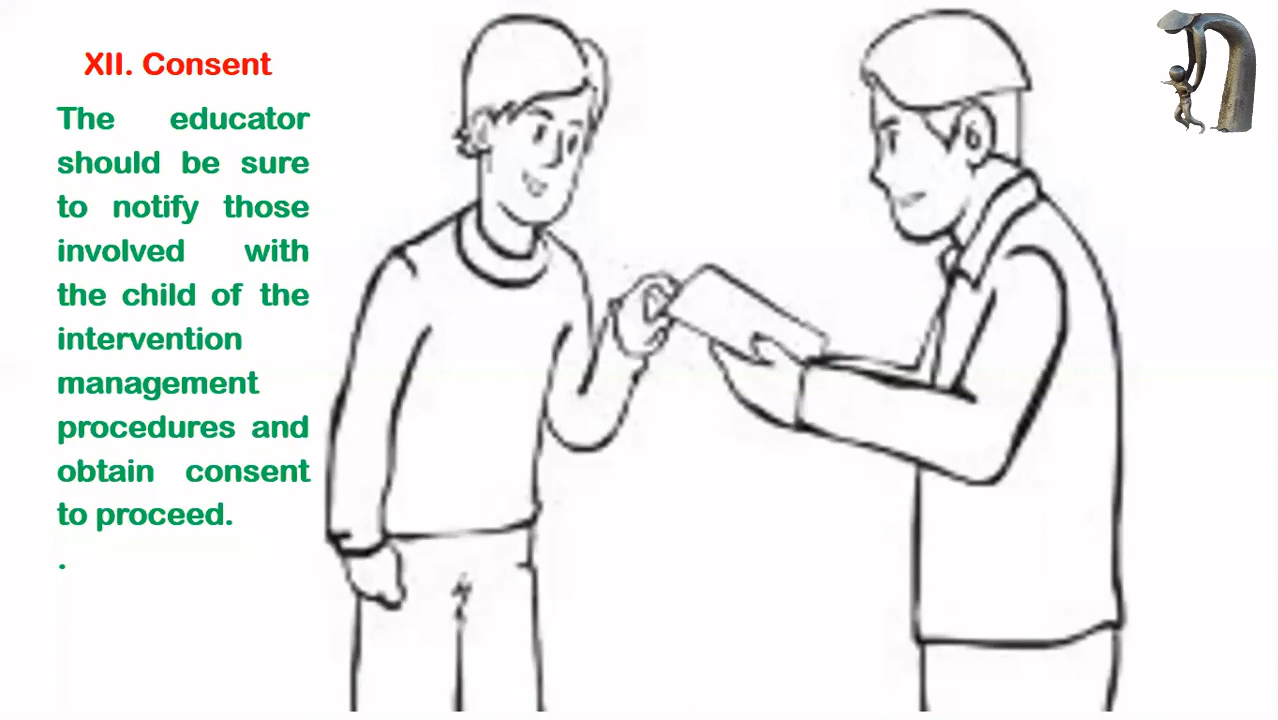 XII. Consent
The educator
should be sure
to notify those
involved with
the child of the
intervention
management
procedures and
obtain consent
to proceed.
.